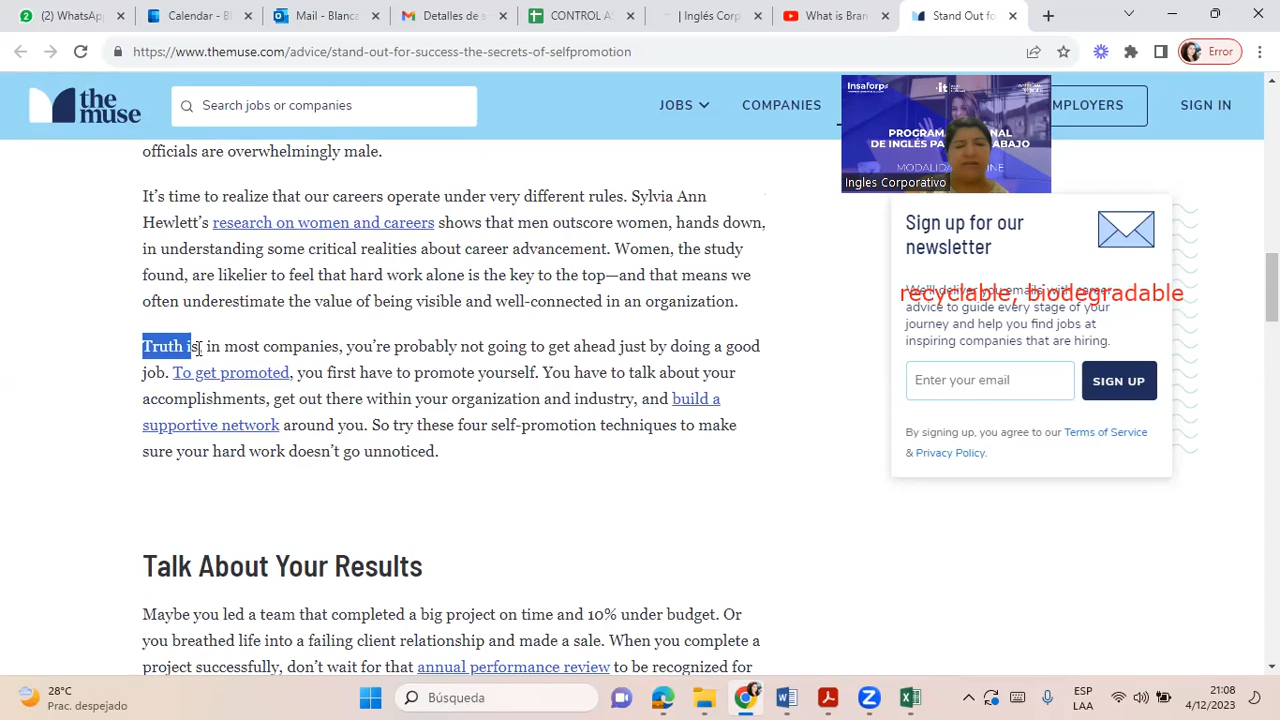 (2) WhatsA
Calendar - Bl
Mail - Blanca
Detalles de s
CONTROL A
| Inglés Corp
What is Bran
Stand Out fo
https://www.themuse.com/advice/stand-out-for-success-the-secrets-of-selfpromotion
Error
the muse
Search jobs or companies
JOBS
COMPANIES
MPLOYERS
SIGN IN
Insaforp
it
PROGRAM NAL
DE INGLÉS PA BAJO
MODALIDA INE
Ingles Corporativo
officials are overwhelmingly male.
It's time to realize that our careers operate under very different rules. Sylvia Ann
Hewlett's research on women and careers shows that men outscore women, hands down,
in understanding some critical realities about career advancement. Women, the study
found, are likelier to feel that hard work alone is the key to the top—and that means we
often underestimate the value of being visible and well-connected in an organization.
Truth is, in most companies, you're probably not going to get ahead just by doing a good
job. To get promoted, you first have to promote yourself. You have to talk about your
accomplishments, get out there within your organization and industry, and build a
supportive network around you. So try these four self-promotion techniques to make
sure your hard work doesn't go unnoticed.
Talk About Your Results
Maybe you led a team that completed a big project on time and 10% under budget. Or
you breathed life into a failing client relationship and made a sale. When you complete a
project successfully, don't wait for that annual performance review to be recognized for
Sign up for our
newsletter
We'll deliver you emails with career
recyclable, biodegradable
advice to guide every stage of your
journey and help you find jobs at
inspiring companies that are hiring.
Enter your email
SIGN UP
By signing up, you agree to our Terms of Service
& Privacy Policy.
28°C
Prac. despejado
Búsqueda
ESP
LAA
21:08
4/12/2023